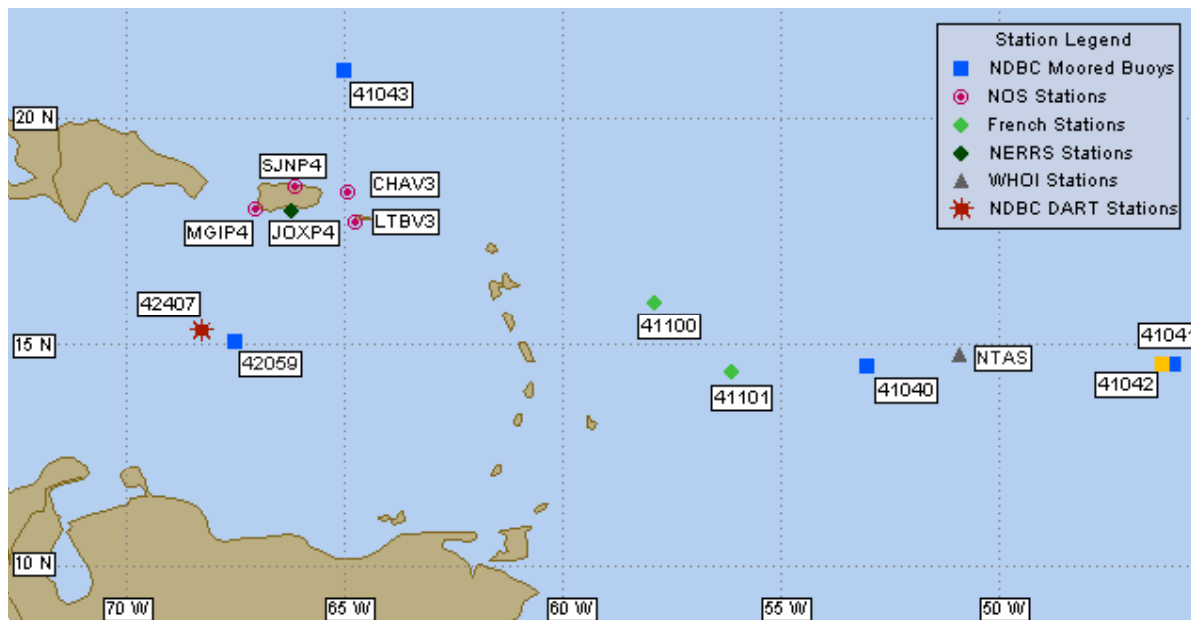 Station Legend
NDBC Moored Buoys
NOS Stations
French Stations
NERRS Stations
WHOI Stations
NDBC DART Stations
41043
20 N
SJNP4
CHAV3
MGIP4
JOXP4
LTBV3
42407
41100
15 N
42059
41041
NTAS
41042
41101
41040
10 N
70 W
65 W
60 W
55 W
50 W